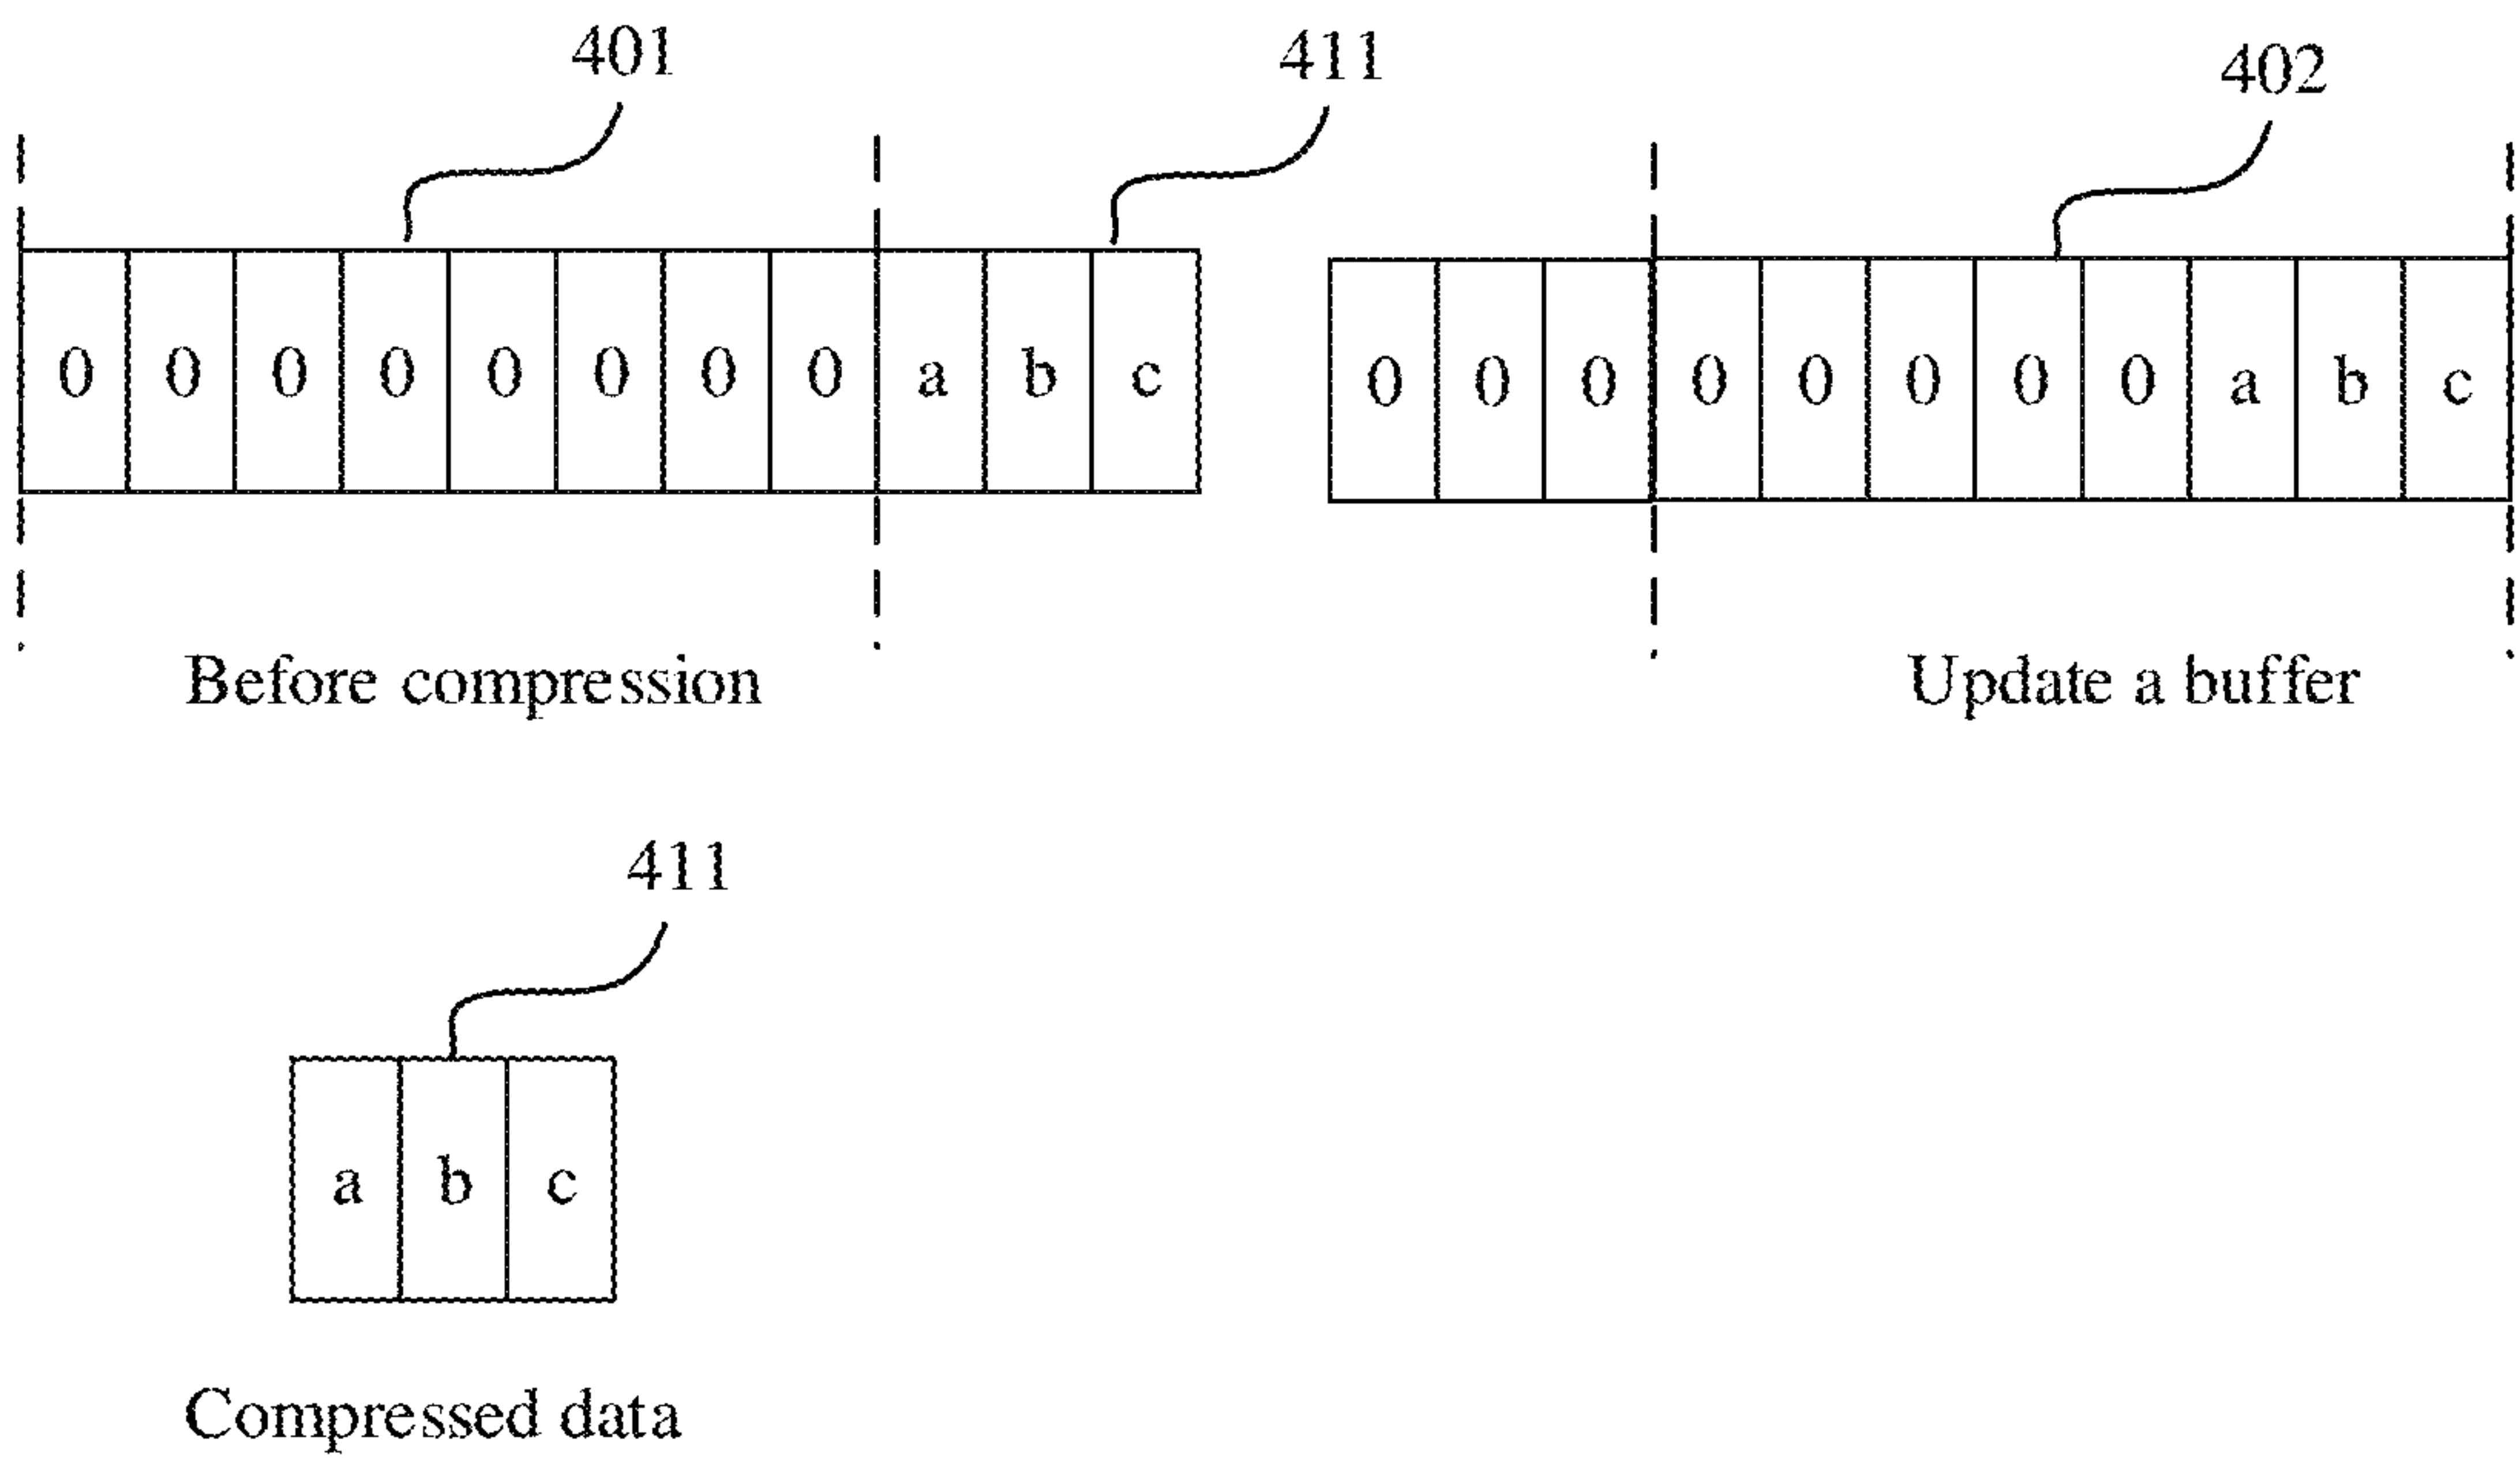 401 411 402
0 0 0 0 0 0 0 0 a b c 0 0 0 0 0 0 0 0 a b c
Before compression Update a buffer
411
a b c
Compressed data